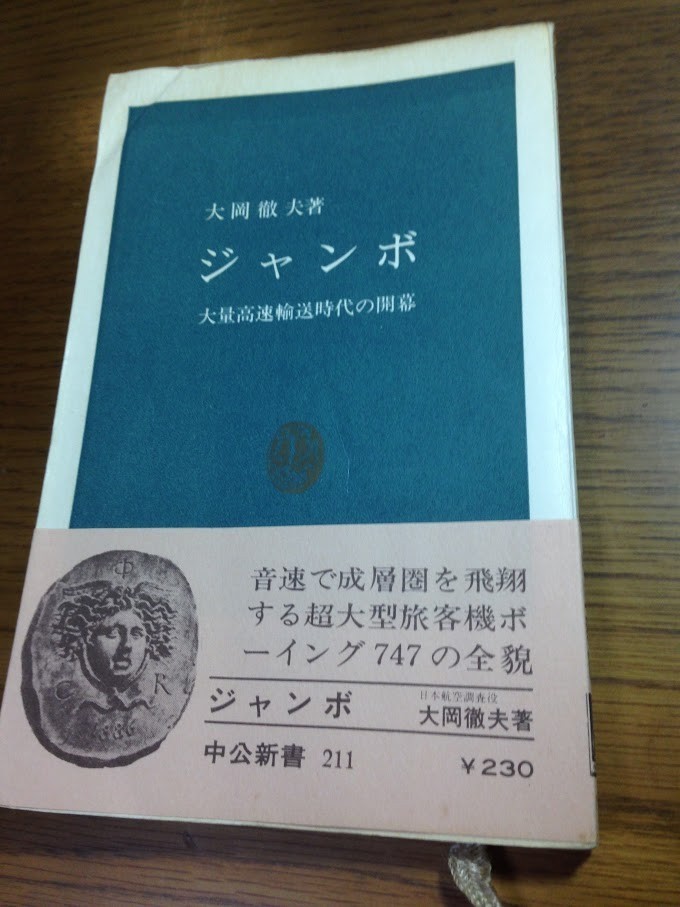 大岡徹夫著
ジャンボ
大量高速輸送時代の開幕
音速で成層圏を飛翔
する超大型旅客機ボ
ーイング747の全貌
ジャンボ
日本航空調査役
大岡徹夫著
中公新書 211
¥230
Φ
C R
1886